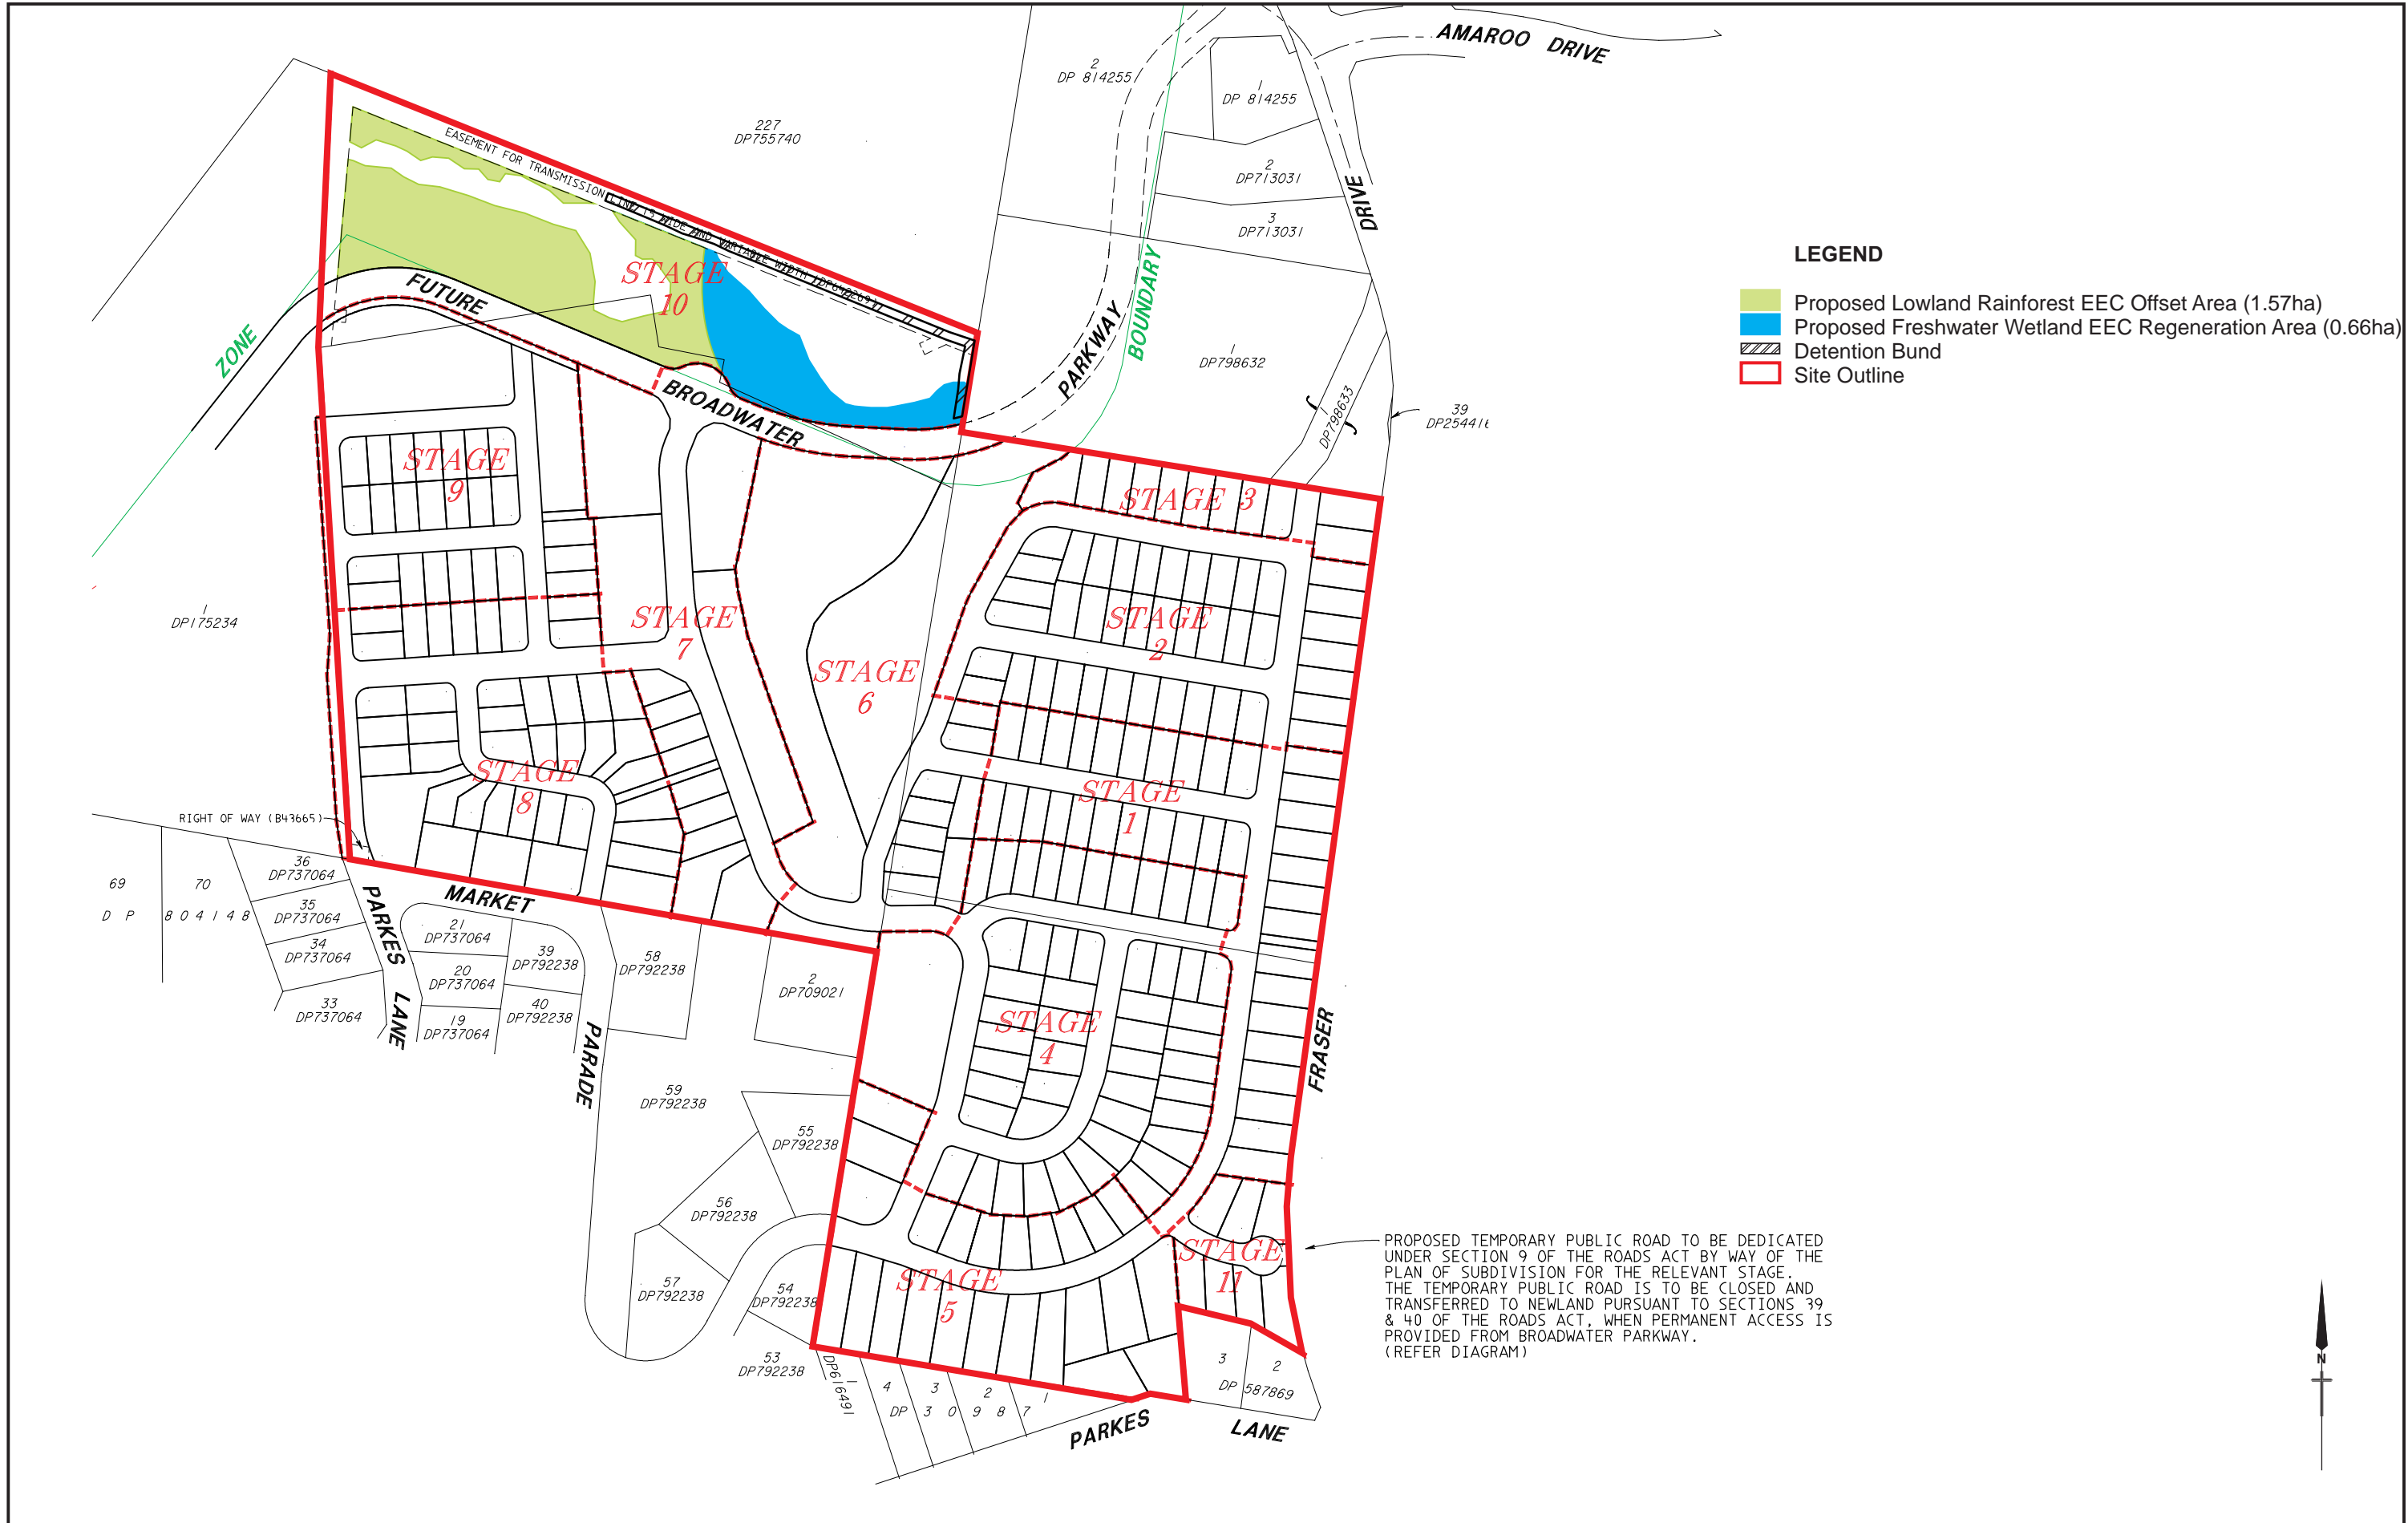 AMAROO DRIVE
2
DP 814255
1
DP 814255
227
DP755740
2
DP713031
3
DP713031
DRIVE
EASEMENT FOR TRANSMISSION LINE 15 WIDE AND VARIABLE WIDTH
STAGE
10
FUTURE
ZONE
BOUNDARY
PARKWAY
BROADWATER
1
DP798632
DP798633
39
DP254416
LEGEND
Proposed Lowland Rainforest EEC Offset Area (1.57ha)
Proposed Freshwater Wetland EEC Regeneration Area (0.66ha)
Detention Bund
Site Outline
STAGE
9
STAGE 3
1
DP175234
STAGE
7
STAGE
6
STAGE
2
STAGE
8
STAGE
1
RIGHT OF WAY (B43665)
69
70
D P 804148
36
DP737064
35
DP737064
34
DP737064
33
DP737064
PARKES
LANE
MARKET
21
DP737064
20
DP737064
19
DP737064
39
DP792238
40
DP792238
PARADE
58
DP792238
2
DP709021
59
DP792238
55
DP792238
56
DP792238
57
DP792238
54
DP792238
53
DP792238
STAGE
4
FRASER
STAGE
5
STAGE
11
1
DP616491
4 3 2 1
DP 30987
PARKES
LANE
3 2
DP 587869
PROPOSED TEMPORARY PUBLIC ROAD TO BE DEDICATED
UNDER SECTION 9 OF THE ROADS ACT BY WAY OF THE
PLAN OF SUBDIVISION FOR THE RELEVANT STAGE.
THE TEMPORARY PUBLIC ROAD IS TO BE CLOSED AND
TRANSFERRED TO NEWLAND PURSUANT TO SECTIONS 39
& 40 OF THE ROADS ACT, WHEN PERMANENT ACCESS IS
PROVIDED FROM BROADWATER PARKWAY.
(REFER DIAGRAM)
N